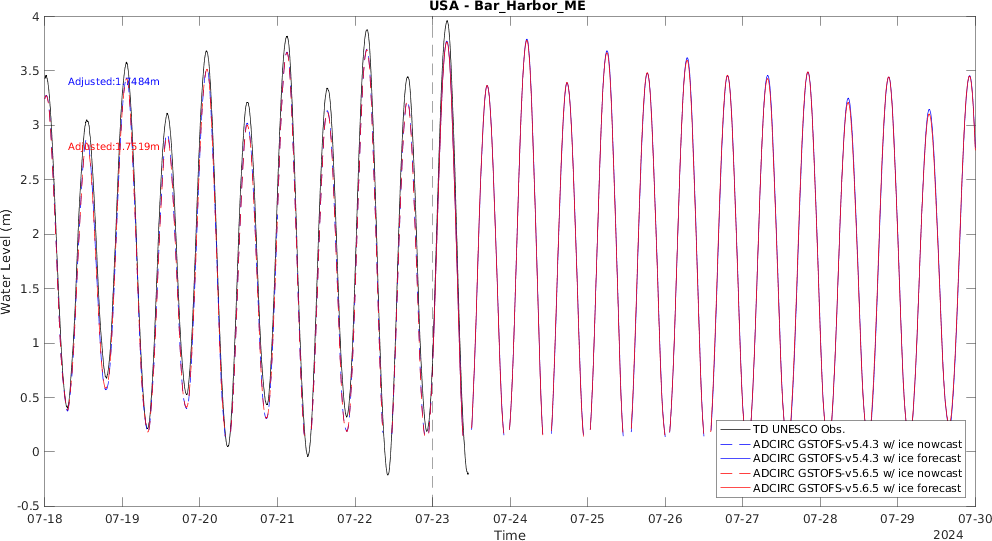 USA - Bar_Harbor_ME
4
3.5
3
2.5
2
1.5
1
0.5
0
-0.5
Water Level (m)
Adjusted:1.7484m
Adjusted:1.7519m
TD UNESCO Obs.
ADCIRC GSTOFS-v5.4.3 w/ ice nowcast
ADCIRC GSTOFS-v5.4.3 w/ ice forecast
ADCIRC GSTOFS-v5.6.5 w/ ice nowcast
ADCIRC GSTOFS-v5.6.5 w/ ice forecast
07-18 07-19 07-20 07-21 07-22 07-23 07-24 07-25 07-26 07-27 07-28 07-29 07-30
Time
2024